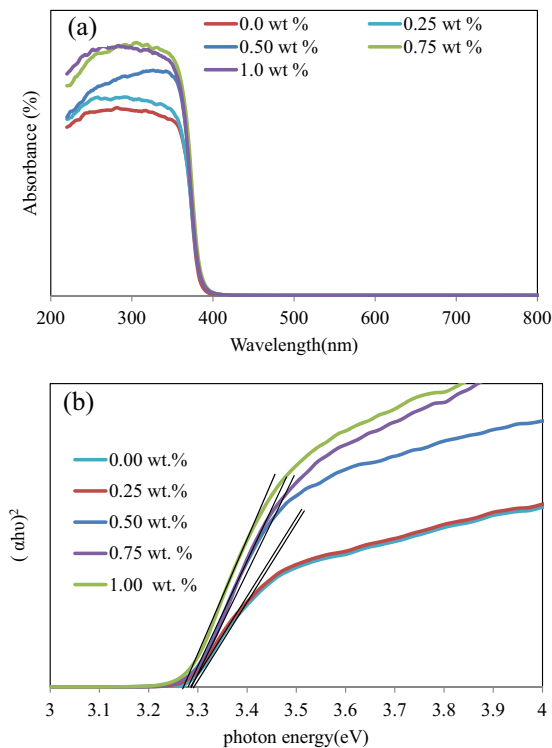 (a)
0.0 wt %
0.25 wt %
0.50 wt %
0.75 wt %
1.0 wt %
Absorbance (%)
200 300 400 500 600 700 800
Wavelength(nm)
(b)
0.00 wt.%
0.25 wt.%
0.50 wt.%
0.75 wt. %
1.00 wt. %
( αhυ)²
3 3.1 3.2 3.3 3.4 3.5 3.6 3.7 3.8 3.9 4
photon energy(eV)